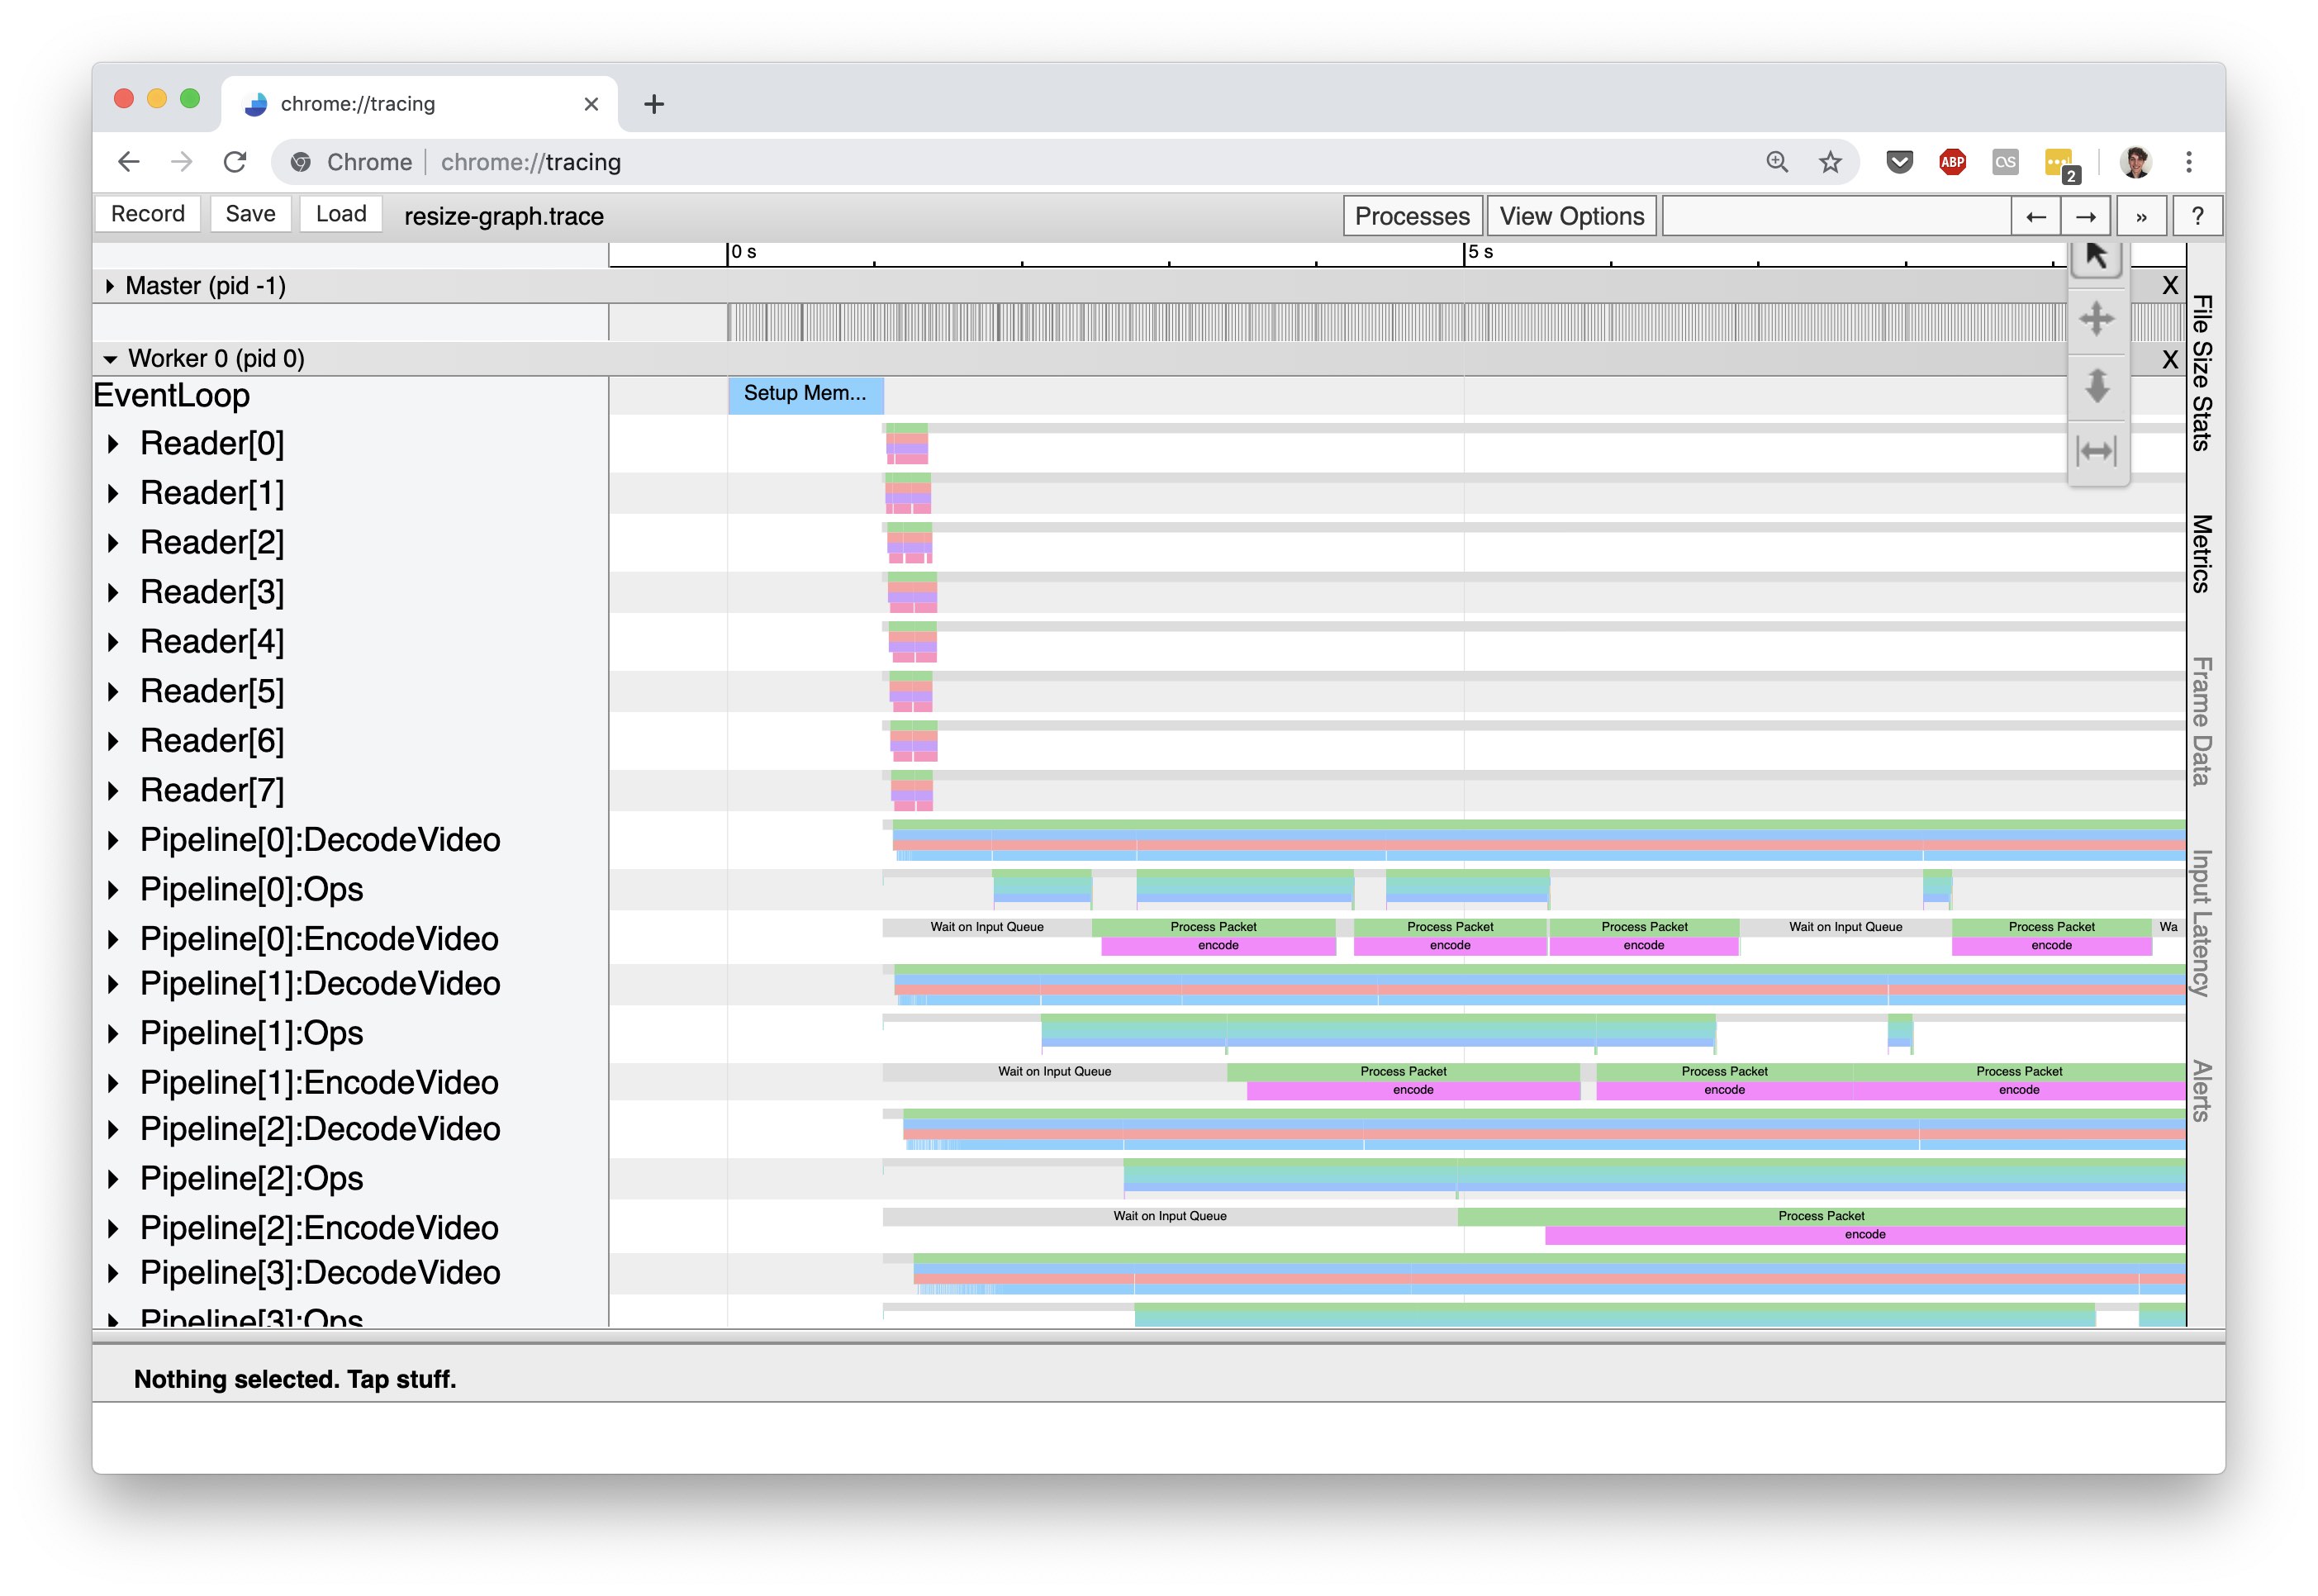 chrome://tracing
Chrome | chrome://tracing
ABP
2
Record Save Load resize-graph.trace Processes View Options ← → » ?
0 s 5 s
Master (pid -1) X
Worker 0 (pid 0) X
EventLoop Setup Mem...
Reader[0]
Reader[1]
Reader[2]
Reader[3]
Reader[4]
Reader[5]
Reader[6]
Reader[7]
Pipeline[0]:DecodeVideo
Pipeline[0]:Ops
Pipeline[0]:EncodeVideo Wait on Input Queue Process Packet Process Packet Process Packet Wait on Input Queue Process Packet Wa
encode encode encode encode
Pipeline[1]:DecodeVideo
Pipeline[1]:Ops
Pipeline[1]:EncodeVideo Wait on Input Queue Process Packet Process Packet Process Packet
encode encode encode
Pipeline[2]:DecodeVideo
Pipeline[2]:Ops
Pipeline[2]:EncodeVideo Wait on Input Queue Process Packet
encode
Pipeline[3]:DecodeVideo
Pipeline[3]:Ops
File Size Stats
Metrics
Frame Data
Input Latency
Alerts
Nothing selected. Tap stuff.